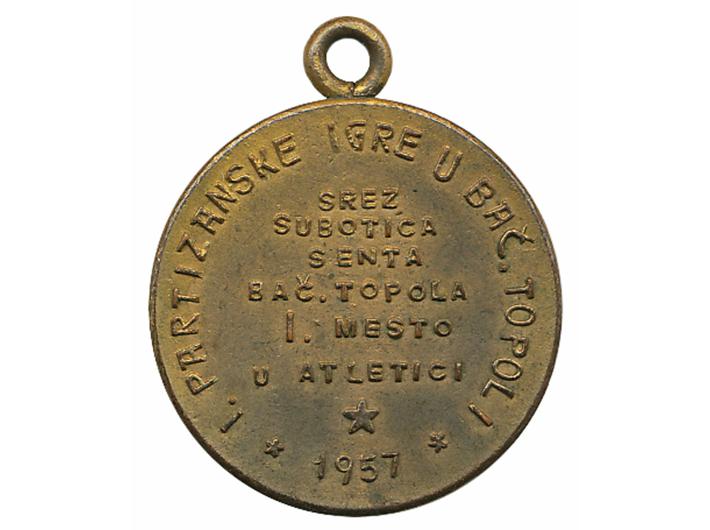 I. PARTIZANSKE IGRE U BAČ. TOPOLI
SREZ
SUBOTICA
SENTA
BAČ. TOPOLA
I. MESTO
U ATLETICI
1957